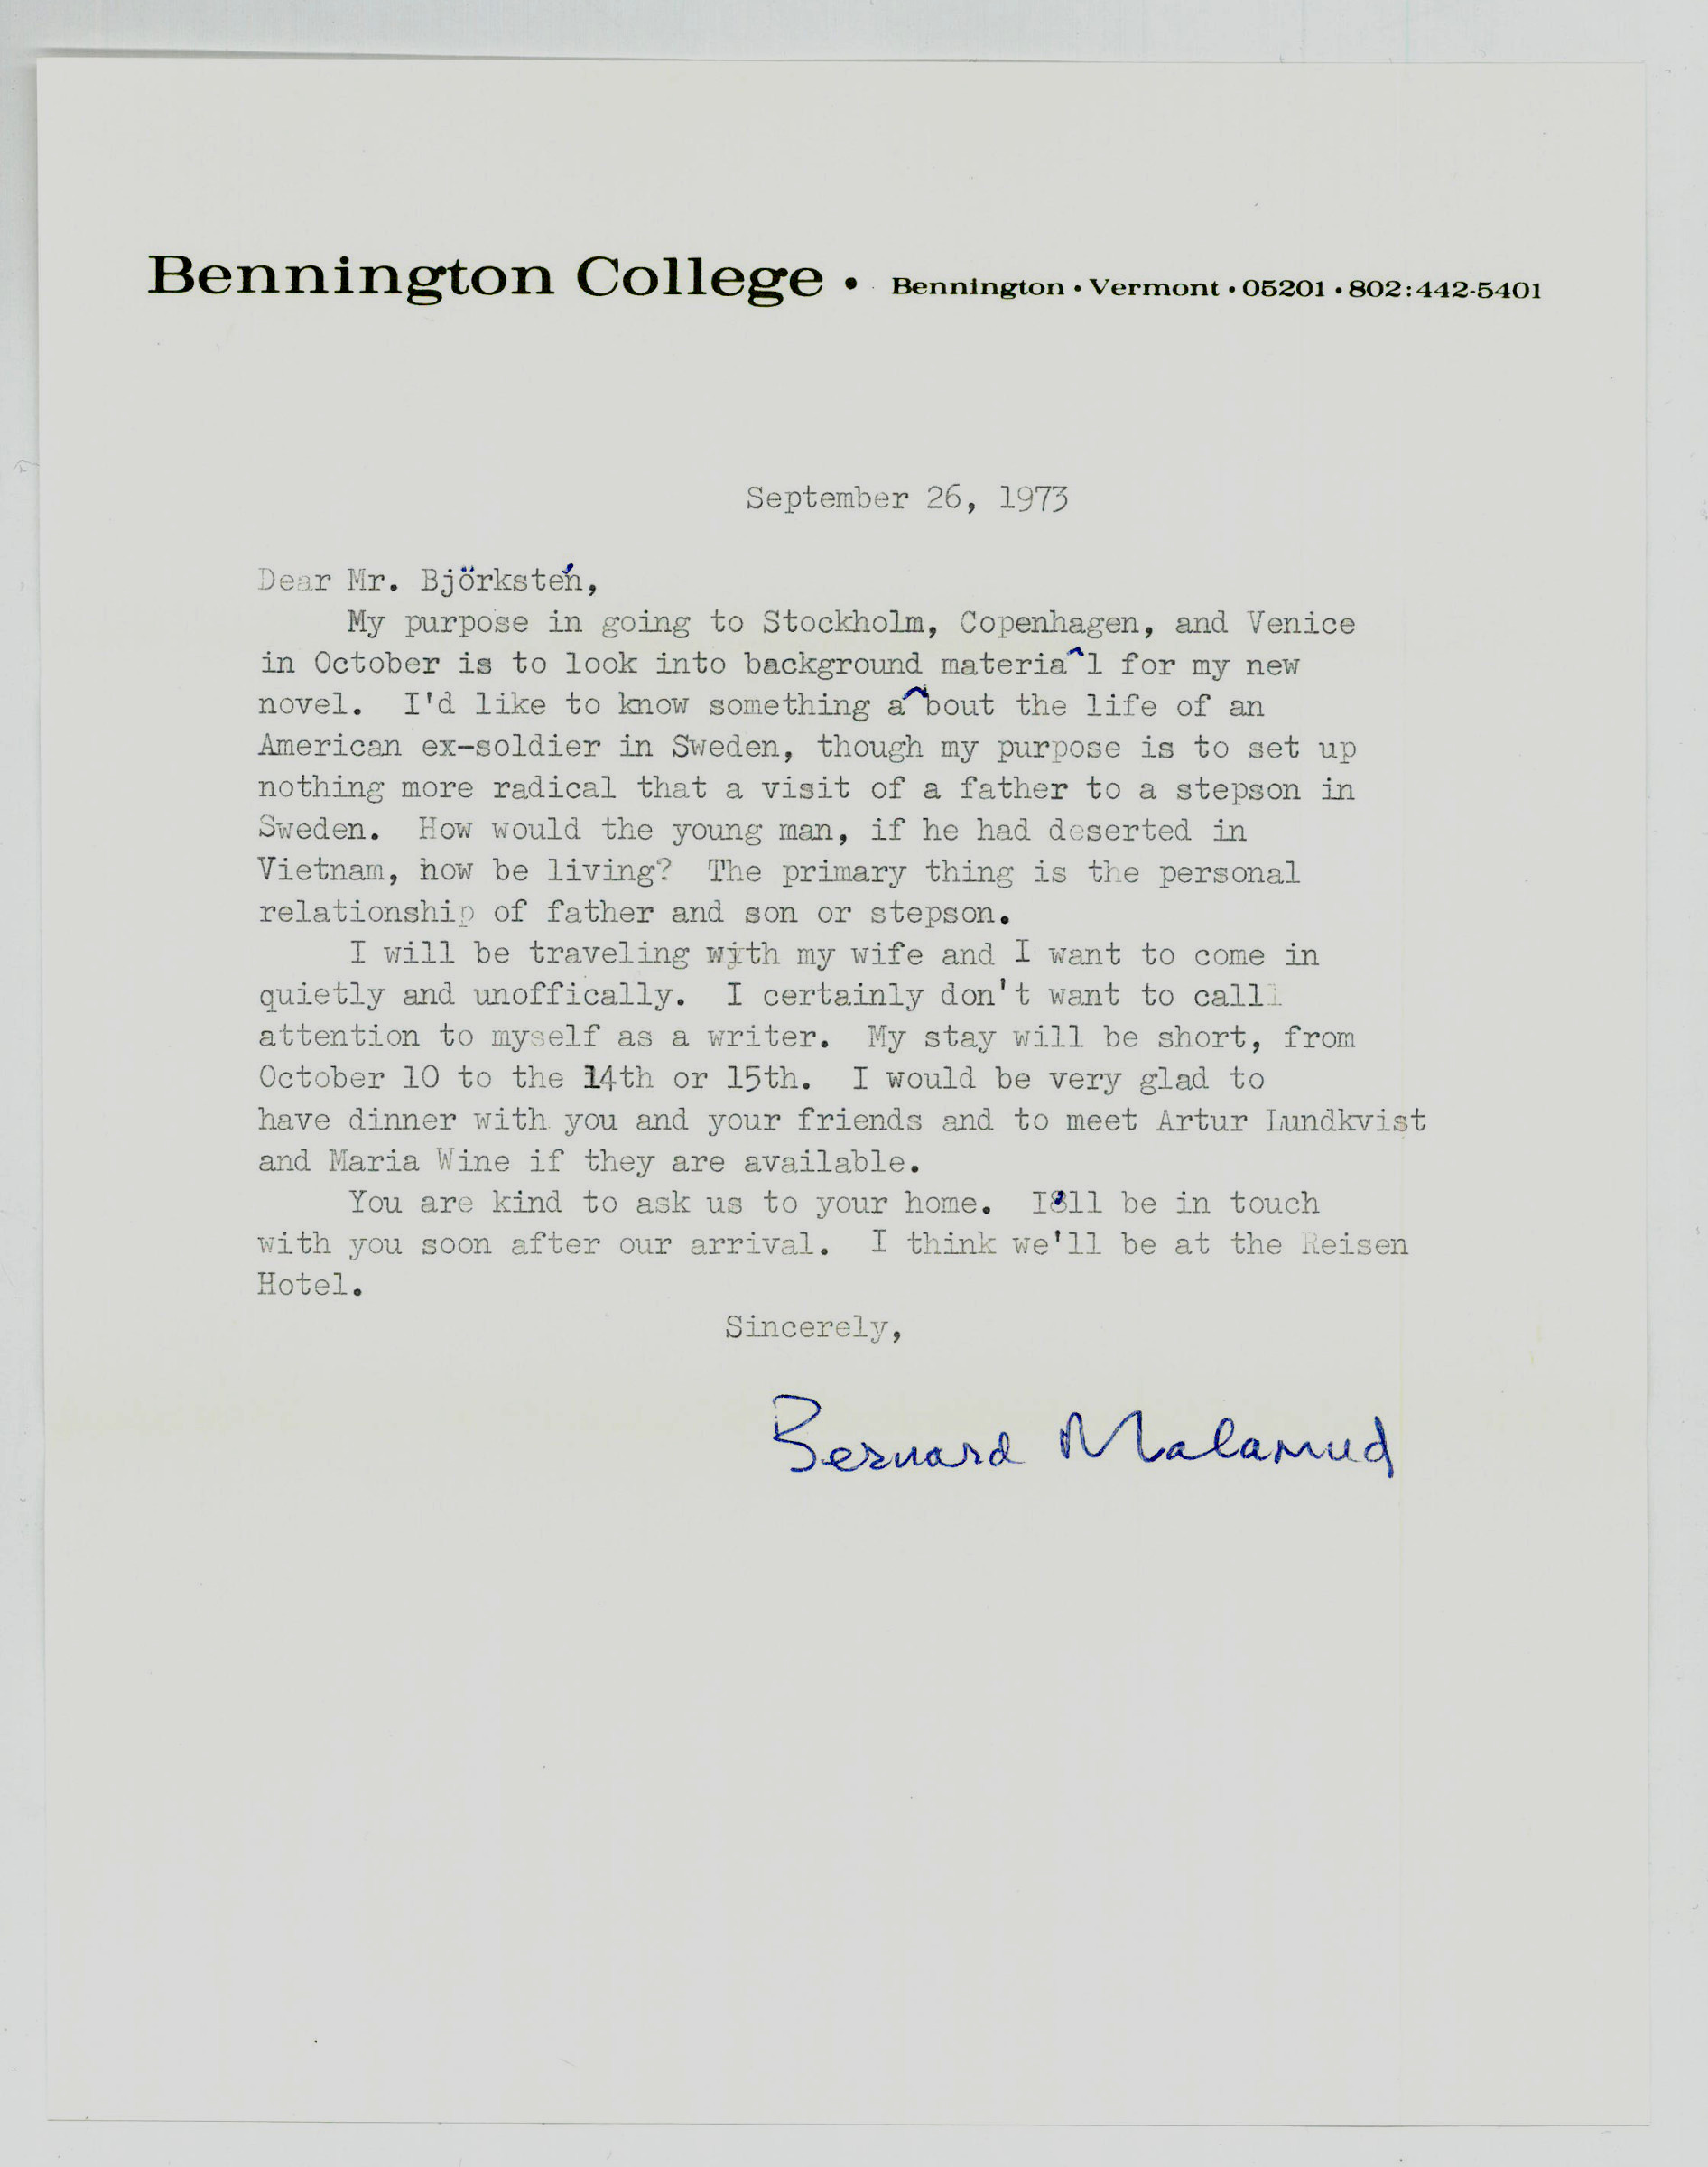 Bennington College • Bennington • Vermont • 05201 • 802:442-5401
September 26, 1973
Dear Mr. Björkstén,
My purpose in going to Stockholm, Copenhagen, and Venice
in October is to look into background material for my new
novel. I'd like to know something about the life of an
American ex-soldier in Sweden, though my purpose is to set up
nothing more radical that a visit of a father to a stepson in
Sweden. How would the young man, if he had deserted in
Vietnam, now be living? The primary thing is the personal
relationship of father and son or stepson.
I will be traveling with my wife and I want to come in
quietly and unoffically. I certainly don't want to call
attention to myself as a writer. My stay will be short, from
October 10 to the 14th or 15th. I would be very glad to
have dinner with you and your friends and to meet Artur Lundkvist
and Maria Wine if they are available.
You are kind to ask us to your home. I'll be in touch
with you soon after our arrival. I think we'll be at the Reisen
Hotel.
Sincerely,
Bernard Malamud